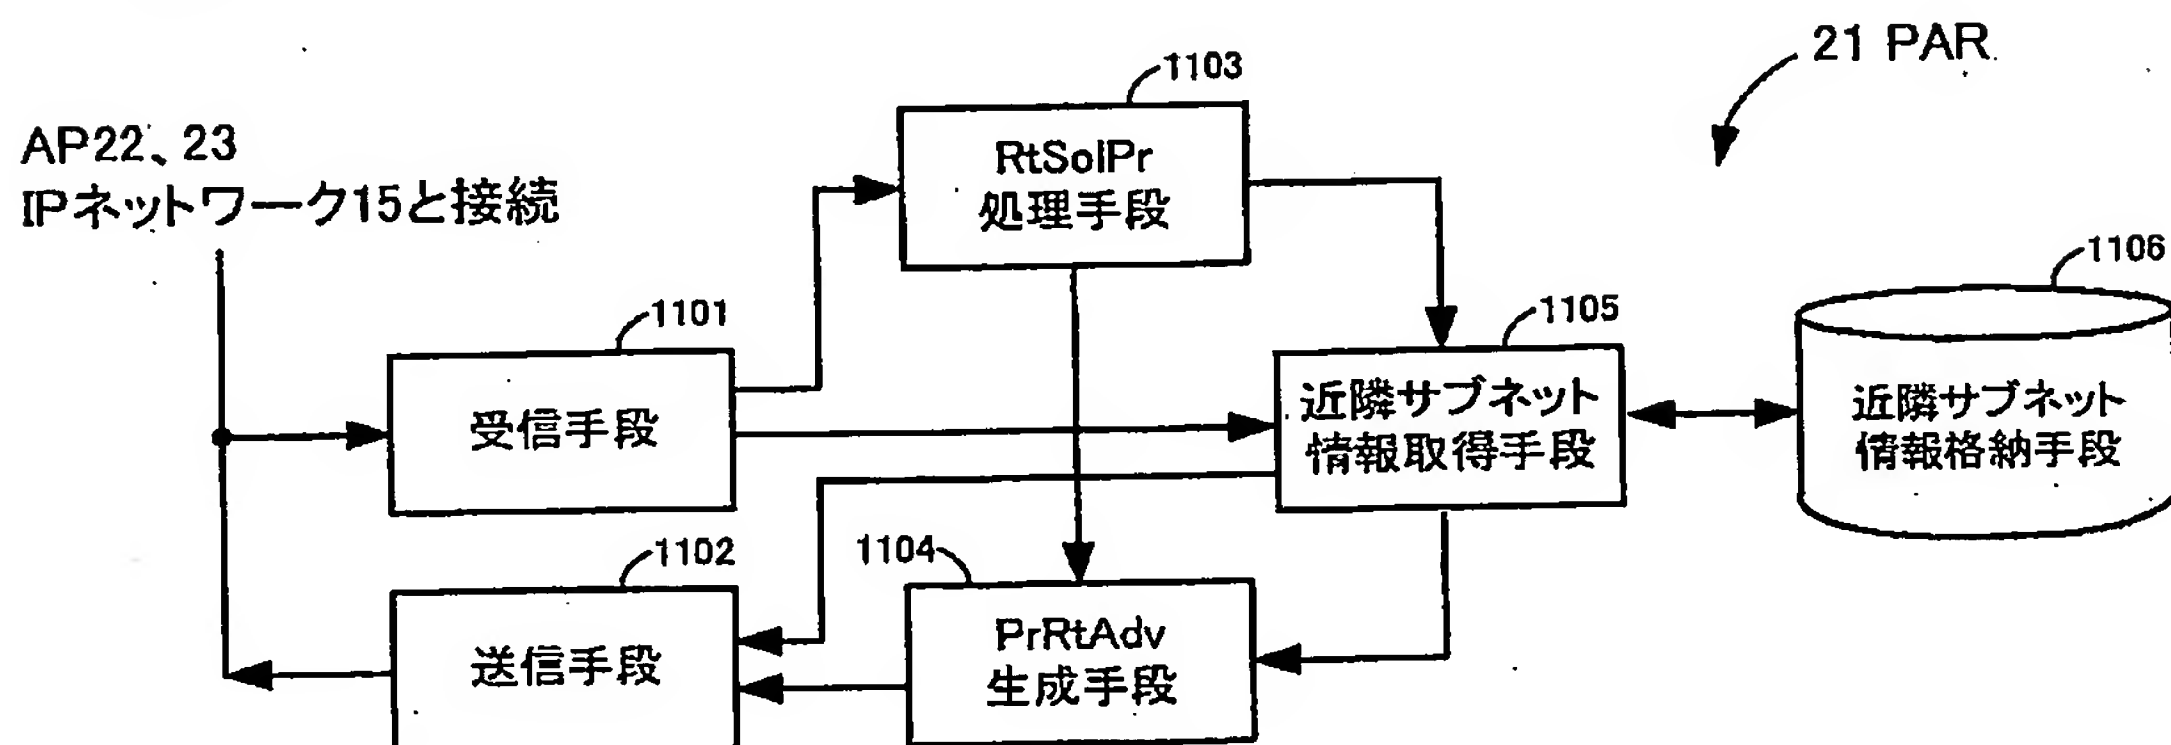 21 PAR
AP22、23
IPネットワーク15と接続
1103
RtSolPr
処理手段
1106
1101
1105
受信手段
近隣サブネット
情報取得手段
近隣サブネット
情報格納手段
1102
1104
送信手段
PrRtAdv
生成手段